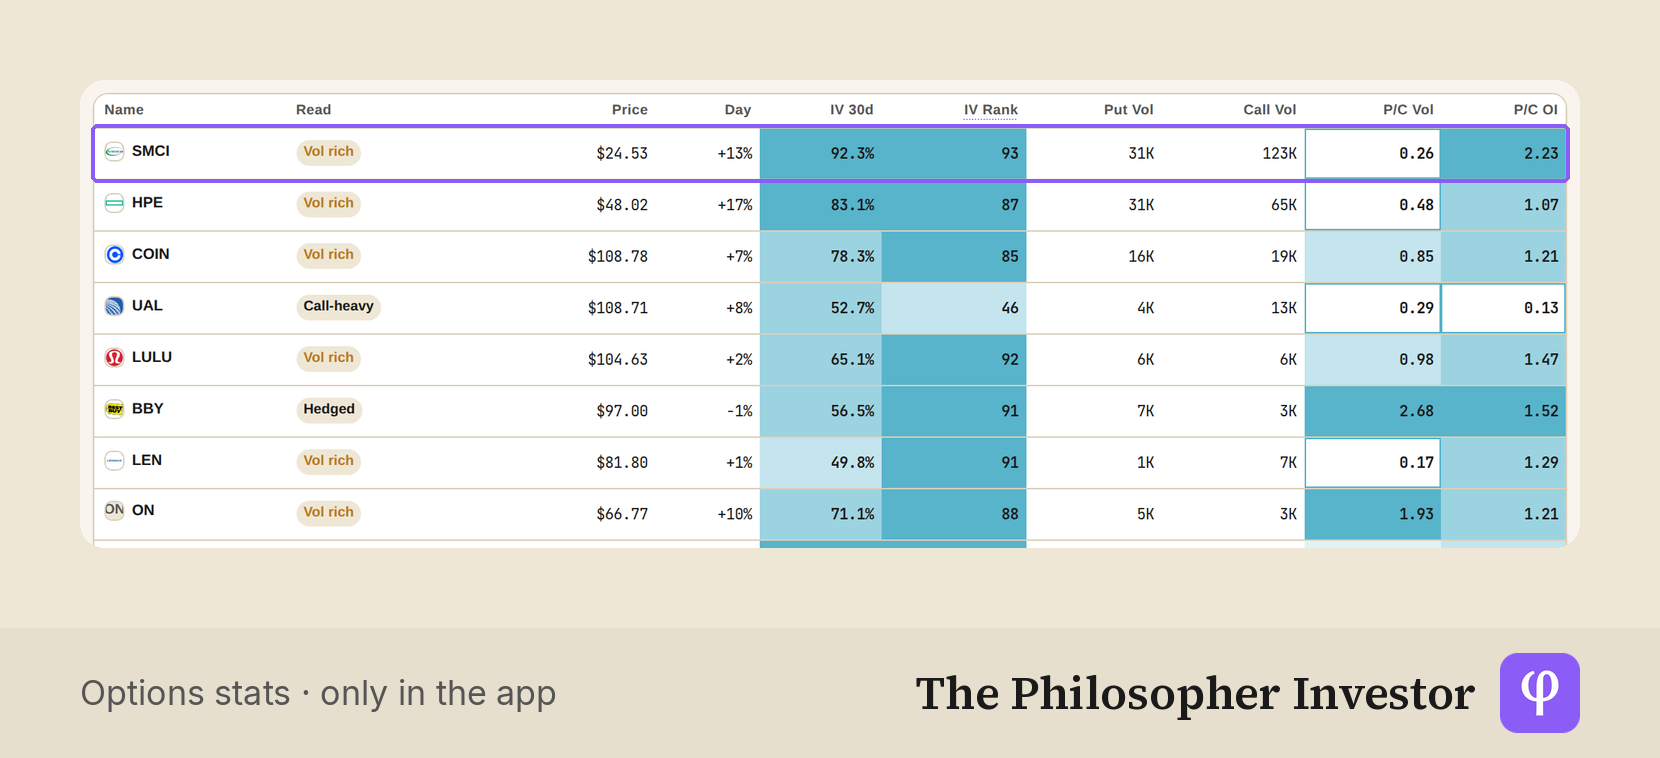 Name Read Price Day IV 30d IV Rank Put Vol Call Vol P/C Vol P/C OI
SMCI Vol rich $24.53 +13% 92.3% 93 31K 123K 0.26 2.23
HPE Vol rich $48.02 +17% 83.1% 87 31K 65K 0.48 1.07
COIN Vol rich $108.78 +7% 78.3% 85 16K 19K 0.85 1.21
UAL Call-heavy $108.71 +8% 52.7% 46 4K 13K 0.29 0.13
LULU Vol rich $104.63 +2% 65.1% 92 6K 6K 0.98 1.47
BBY Hedged $97.00 -1% 56.5% 91 7K 3K 2.68 1.52
LEN Vol rich $81.80 +1% 49.8% 91 1K 7K 0.17 1.29
ON ON Vol rich $66.77 +10% 71.1% 88 5K 3K 1.93 1.21
Options stats · only in the app
The Philosopher Investor φ